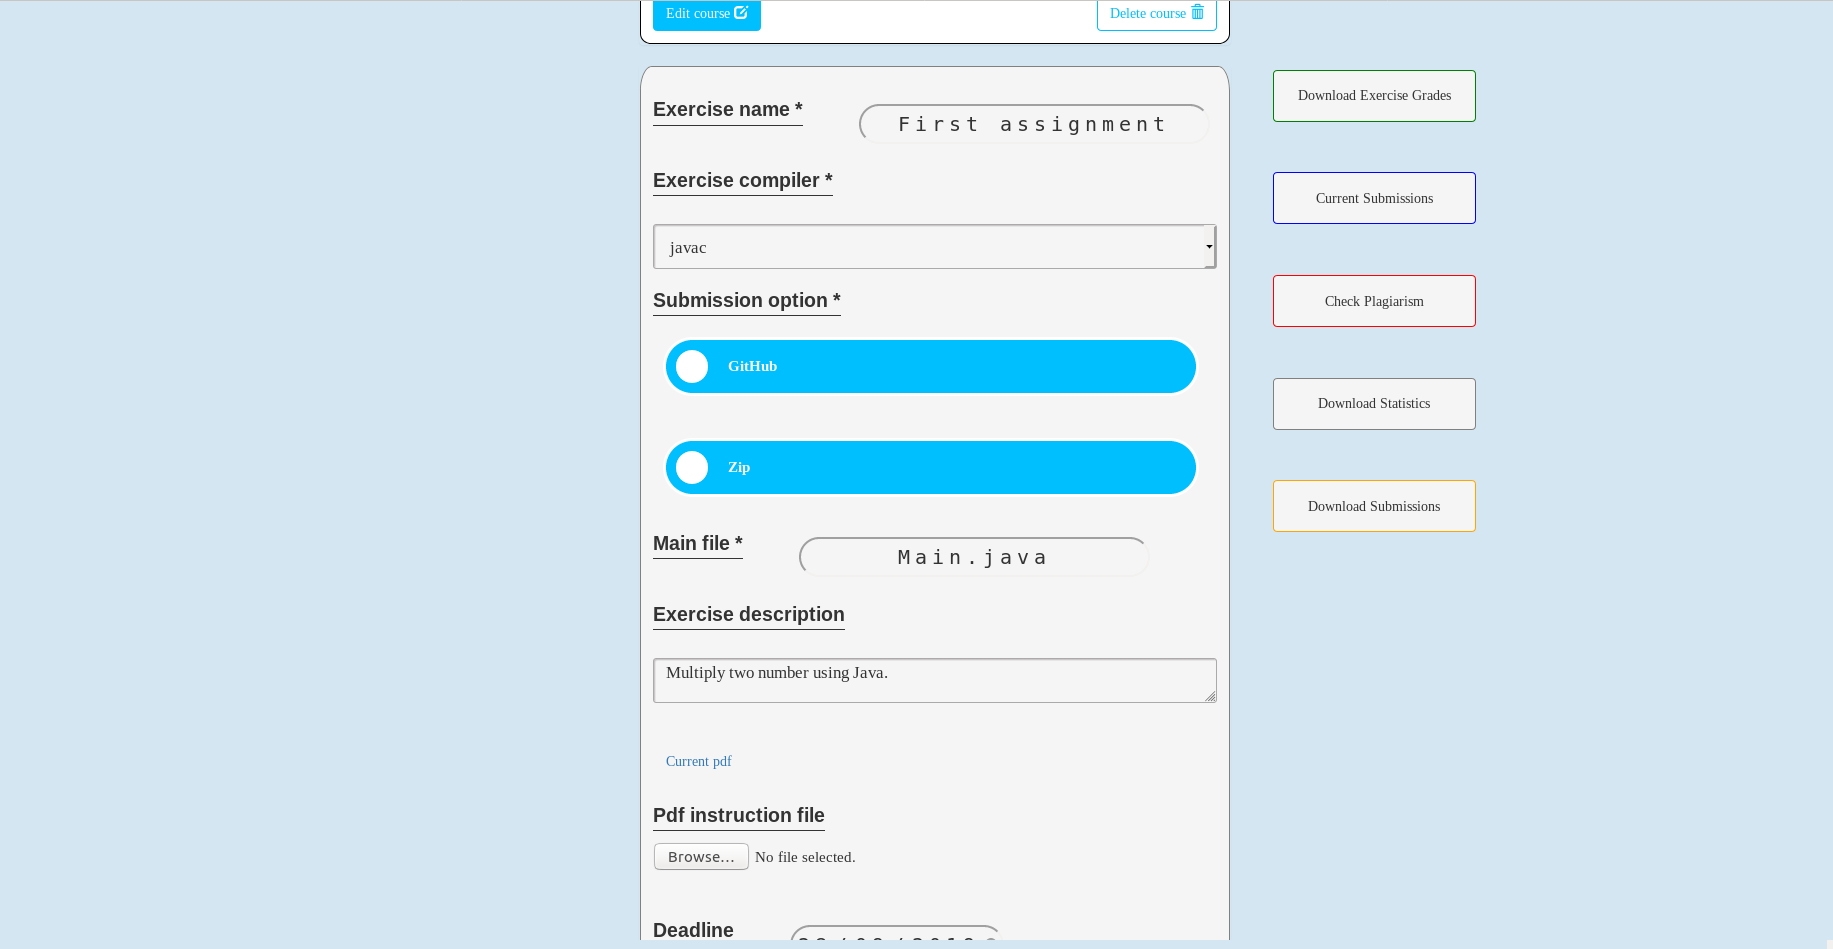 Edit course
Delete course
Exercise name *
First assignment
Exercise compiler *
javac
Submission option *
GitHub
Zip
Main file *
Main.java
Exercise description
Multiply two number using Java.
Current pdf
Pdf instruction file
Browse... No file selected.
Deadline
Download Exercise Grades
Current Submissions
Check Plagiarism
Download Statistics
Download Submissions